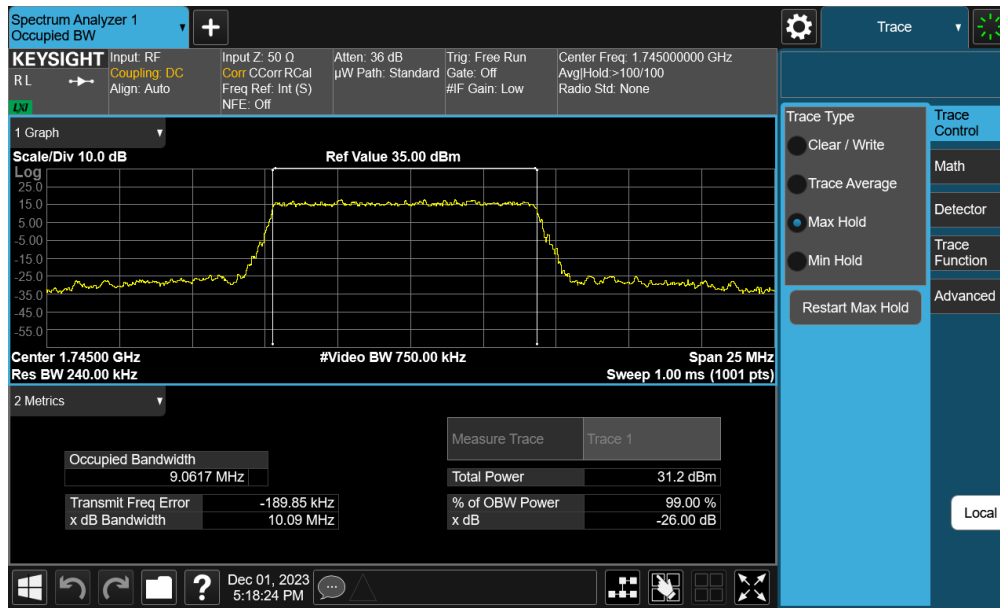 Spectrum Analyzer 1
Occupied BW
Trace
KEYSIGHT
R L
LXI
Input: RF
Coupling: DC
Align: Auto
Input Z: 50 Ω
Corr CCorr RCal
Freq Ref: Int (S)
NFE: Off
Atten: 36 dB
µW Path: Standard
Trig: Free Run
Gate: Off
#IF Gain: Low
Center Freq: 1.745000000 GHz
Avg|Hold:>100/100
Radio Std: None
1 Graph
Scale/Div 10.0 dB
Ref Value 35.00 dBm
Log
25.0
15.0
5.00
-5.00
-15.0
-25.0
-35.0
-45.0
-55.0
Center 1.74500 GHz
#Video BW 750.00 kHz
Span 25 MHz
Res BW 240.00 kHz
Sweep 1.00 ms (1001 pts)
2 Metrics
Measure Trace
Trace 1
Occupied Bandwidth
9.0617 MHz
Total Power
31.2 dBm
Transmit Freq Error
-189.85 kHz
% of OBW Power
99.00 %
x dB Bandwidth
10.09 MHz
x dB
-26.00 dB
Trace Type
Clear / Write
Trace Average
Max Hold
Min Hold
Restart Max Hold
Trace
Control
Math
Detector
Trace
Function
Advanced
Local
?
Dec 01, 2023
5:18:24 PM